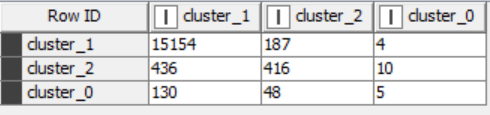 Row ID cluster_1 cluster_2 cluster_0
cluster_1 15154 187 4
cluster_2 436 416 10
cluster_0 130 48 5